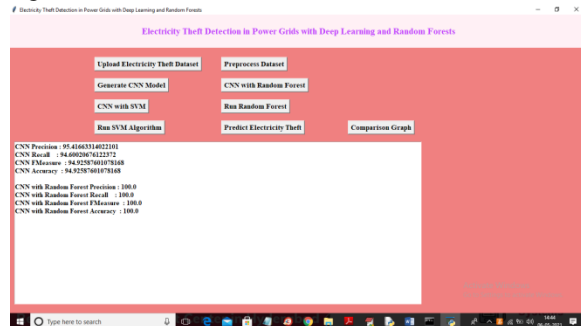 Electricity Theft Detection in Power Grids with Deep Learning and Random Forests
Electricity Theft Detection in Power Grids with Deep Learning and Random Forests
Upload Electricity Theft Dataset
Preprocess Dataset
Generate CNN Model
CNN with Random Forest
CNN with SVM
Run Random Forest
Run SVM Algorithm
Predict Electricity Theft
Comparison Graph
CNN Precision : 95.41663314022101
CNN Recall : 94.60020676122372
CNN FMeasure : 94.92587601078168
CNN Accuracy : 94.92587601078168
CNN with Random Forest Precision : 100.0
CNN with Random Forest Recall : 100.0
CNN with Random Forest FMeasure : 100.0
CNN with Random Forest Accuracy : 100.0
Type here to search
14:44